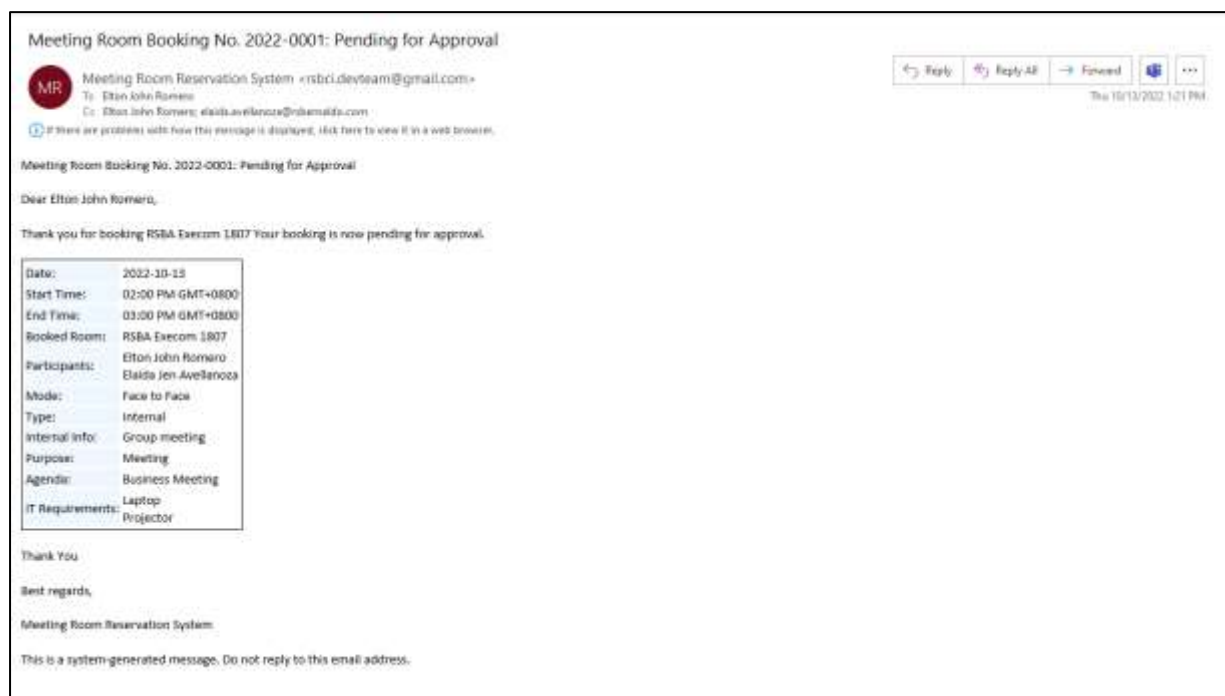 Meeting Room Booking No. 2022-0001: Pending for Approval
MR
Meeting Room Reservation System <rsbci.devteam@gmail.com>
Reply
Reply All
Forward
To Elton John Romero
Cc Elton John Romero;
Thu 10/13/2022 1:21 PM
If there are problems with how this message is displayed, click here to view it in a web browser.
Meeting Room Booking No. 2022-0001: Pending for Approval
Dear Elton John Romero,
Thank you for booking RSBA Execom 1807 Your booking is now pending for approval.
Date: 2022-10-13
Start Time: 02:00 PM GMT+0800
End Time: 03:00 PM GMT+0800
Booked Room: RSBA Execom 1807
Participants: Elton John Romero
Elaida Jen Avellanoza
Mode: Face to Face
Type: Internal
Internal Info: Group meeting
Purpose: Meeting
Agenda: Business Meeting
IT Requirements: Laptop
Projector
Thank You
Best regards,
Meeting Room Reservation System
This is a system-generated message. Do not reply to this email address.